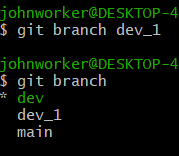 johnworker@DESKTOP-4
$ git branch dev_1
johnworker@DESKTOP-4
$ git branch
* dev
dev_1
main